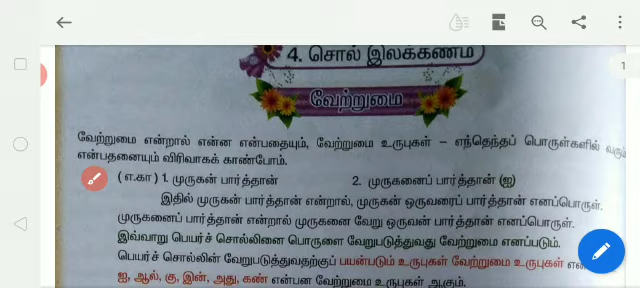 4. சொல் இலக்கணம்
வேற்றுமை
1
வேற்றுமை என்றால் என்ன என்பதையும், வேற்றுமை உருபுகள் – எந்தெந்தப் பொருள்களில் வரும்
என்பதனையும் விரிவாகக் காண்போம்.
(எ.கா) 1. முருகன் பார்த்தான் 2. முருகனைப் பார்த்தான் (ஐ)
இதில் முருகன் பார்த்தான் என்றால், முருகன் ஒருவரைப் பார்த்தான் எனப்பொருள்.
முருகனைப் பார்த்தான் என்றால் முருகனை வேறு ஒருவன் பார்த்தான் எனப்பொருள்.
இவ்வாறு பெயர்ச் சொல்லினை பொருளை வேறுபடுத்துவது வேற்றுமை எனப்படும்.
பெயர்ச் சொல்லின் வேறுபடுத்துவதற்குப் பயன்படும் உருபுகள் வேற்றுமை உருபுகள்
ஐ, ஆல், கு, இன், அது, கண் என்பன வேற்றுமை உருபுகள் ஆகும்.